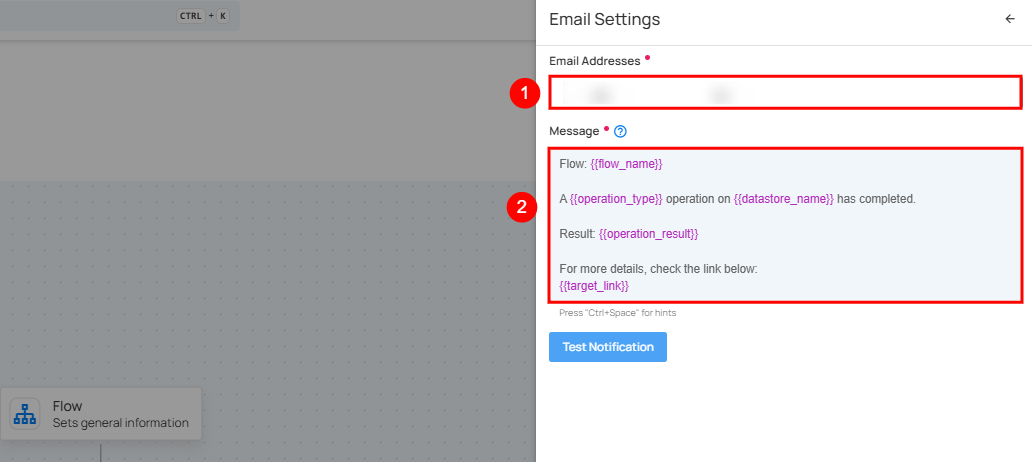 CTRL + K
Email Settings
Email Addresses
1
Message
2
Flow: {{flow_name}}
A {{operation_type}} operation on {{datastore_name}} has completed.
Result: {{operation_result}}
For more details, check the link below:
{{target_link}}
Press "Ctrl+Space" for hints
Test Notification
Flow
Sets general information